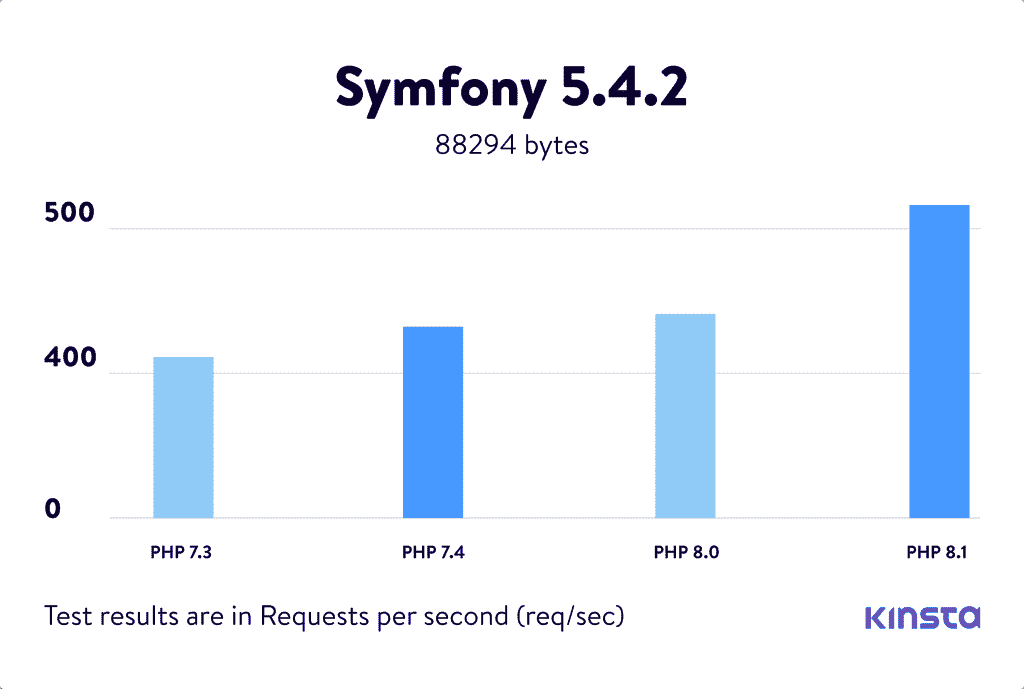 Symfony 5.4.2
88294 bytes
500
400
0
PHP 7.3 PHP 7.4 PHP 8.0 PHP 8.1
Test results are in Requests per second (req/sec)
KINSTA